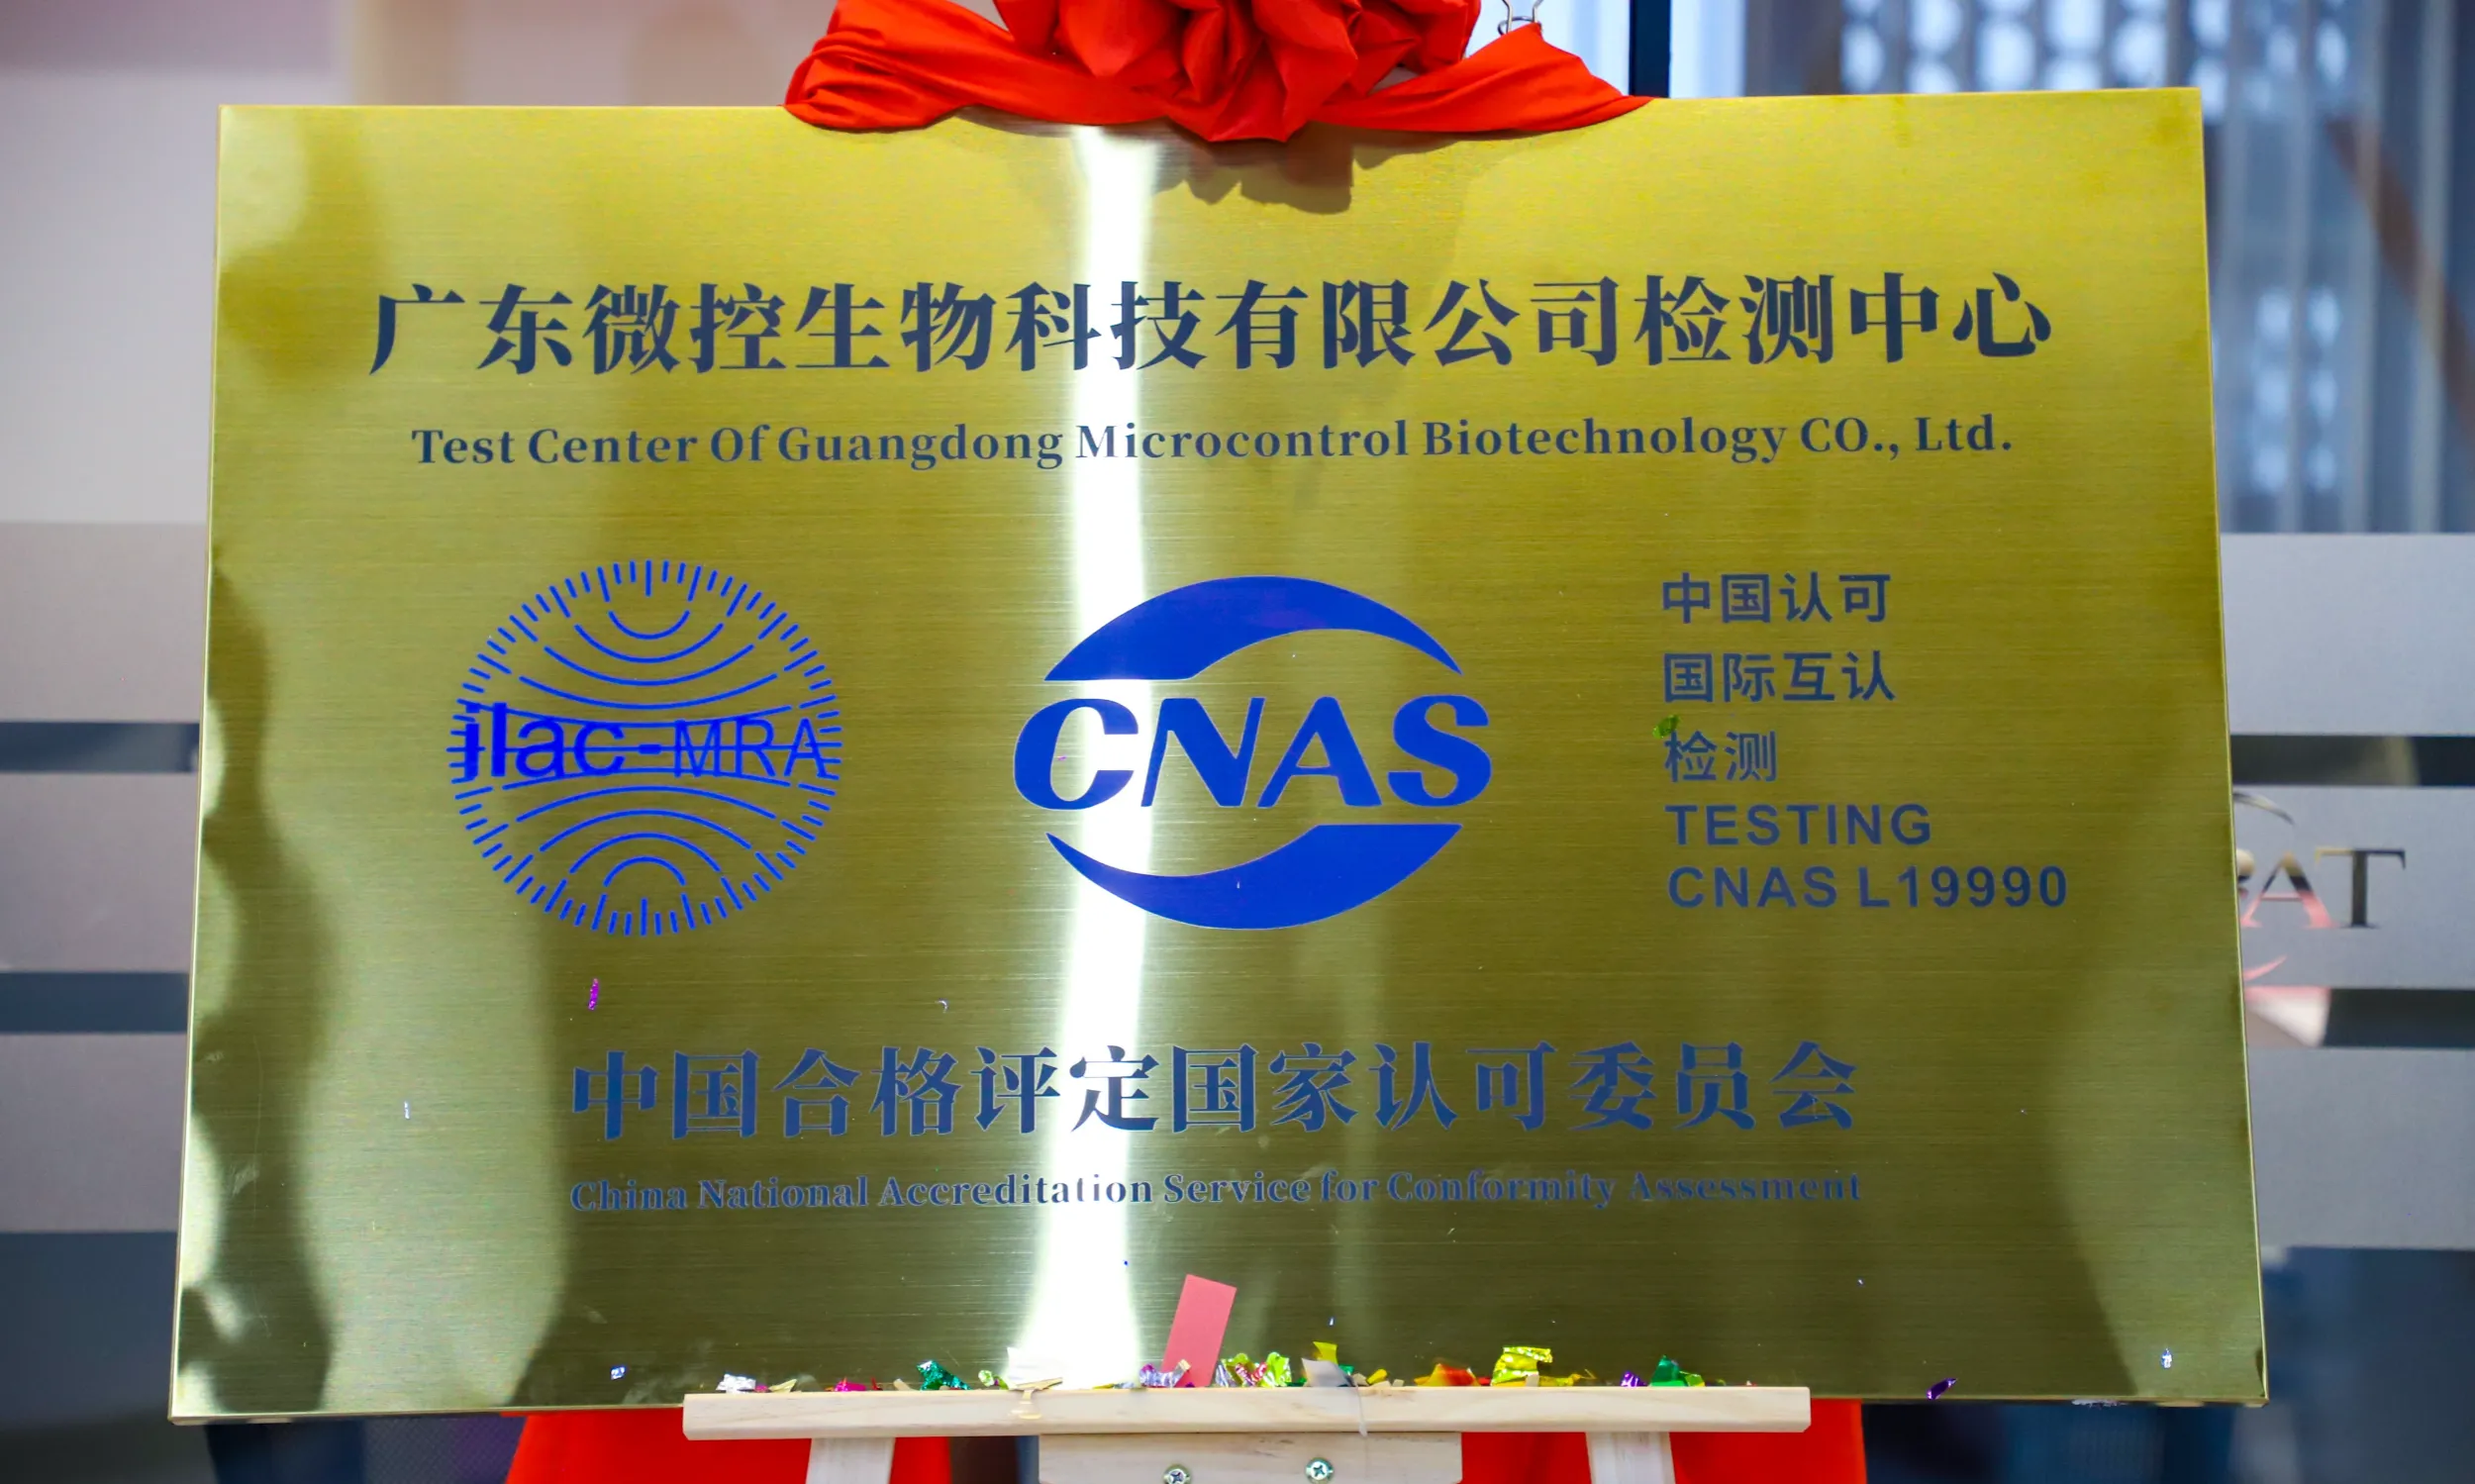 广东微控生物科技有限公司检测中心
Test Center Of Guangdong Microcontrol Biotechnology CO., Ltd.
ilac-MRA
CNAS
中国认可
国际互认
检测
TESTING
CNAS L19990
中国合格评定国家认可委员会
China National Accreditation Service for Conformity Assessment